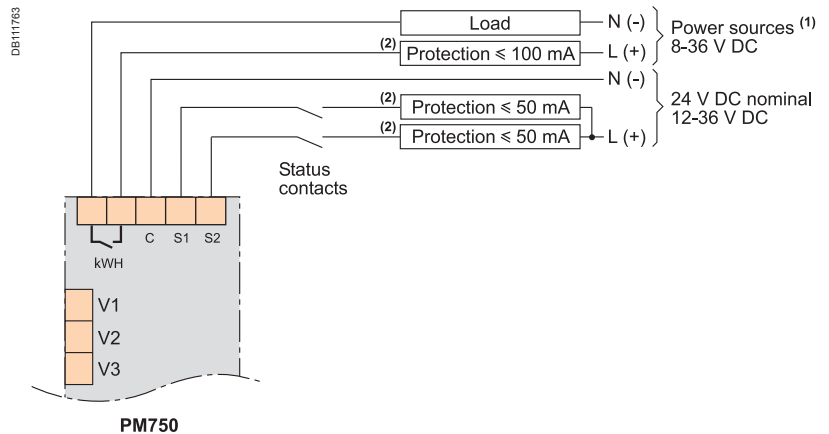 DB111763
Load
N (-)
Power sources (1)
8-36 V DC
(2)
Protection ≤ 100 mA
L (+)
N (-)
24 V DC nominal
12-36 V DC
(2)
Protection ≤ 50 mA
(2)
Protection ≤ 50 mA
L (+)
Status
contacts
C
S1
S2
kWH
V1
V2
V3
PM750